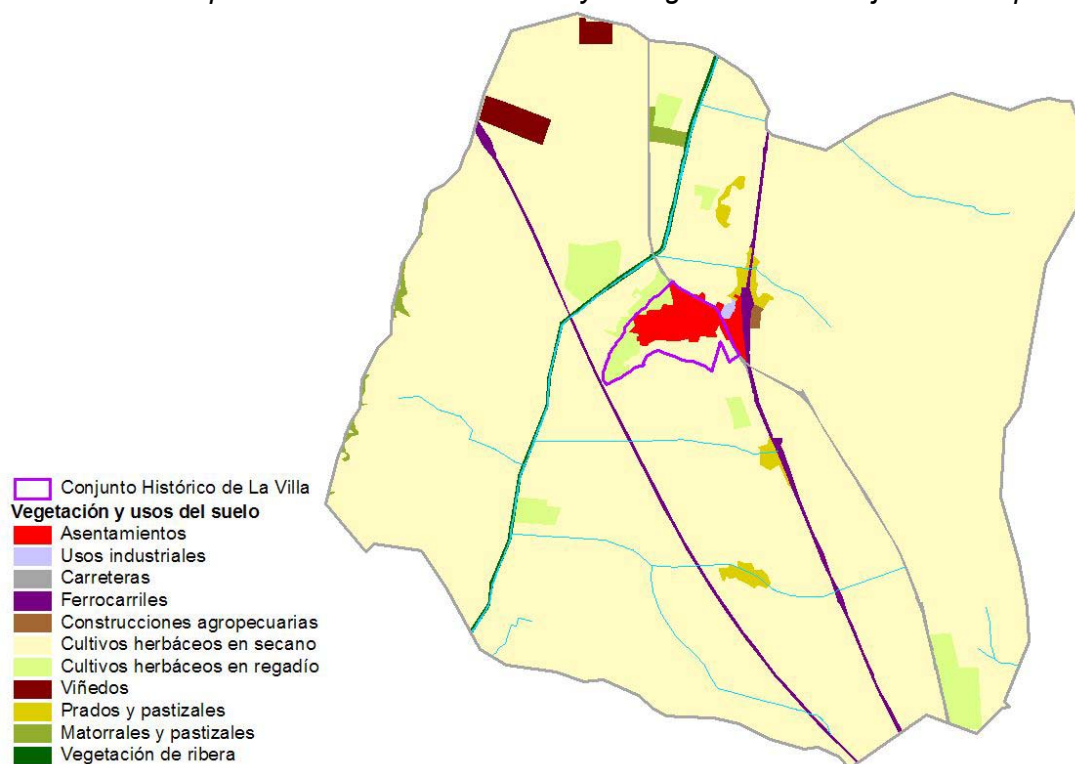 Conjunto Histórico de La Villa
Vegetación y usos del suelo
Asentamientos
Usos industriales
Carreteras
Ferrocarriles
Construcciones agropecuarias
Cultivos herbáceos en secano
Cultivos herbáceos en regadío
Viñedos
Prados y pastizales
Matorrales y pastizales
Vegetación de ribera